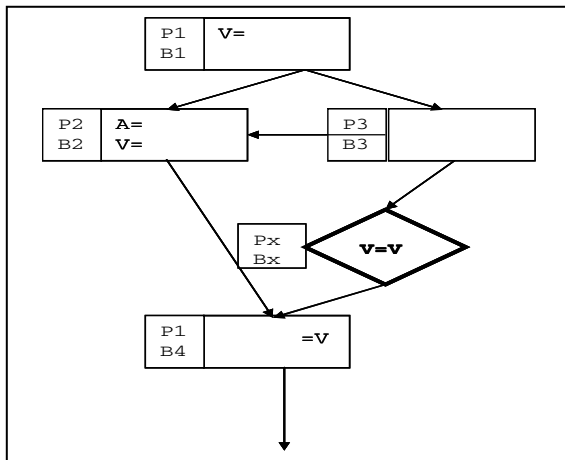 P1 V=
B1
P2 A=
B2 V=
P3
B3
Px
Bx
V=V
P1 =V
B4